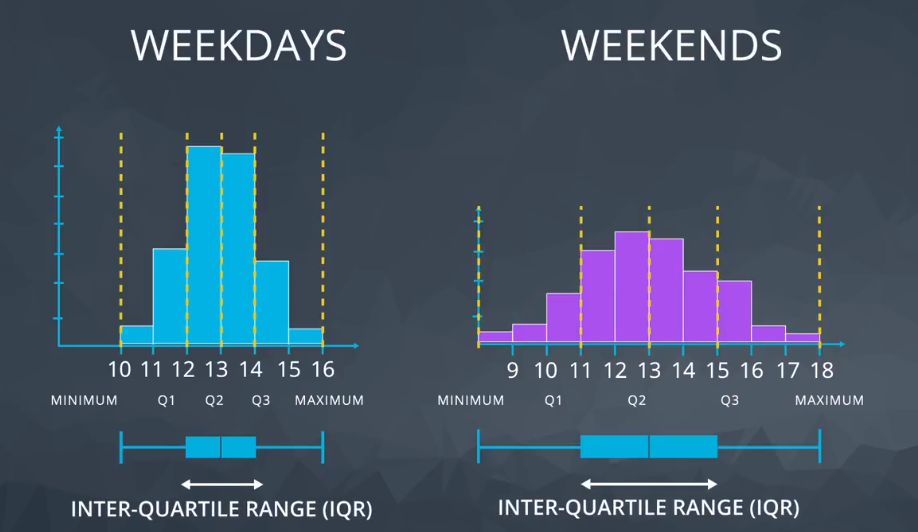 WEEKDAYS
10 11 12 13 14 15 16
MINIMUM Q1 Q2 Q3 MAXIMUM
INTER-QUARTILE RANGE (IQR)
WEEKENDS
9 10 11 12 13 14 15 16 17 18
MINIMUM Q1 Q2 Q3 MAXIMUM
INTER-QUARTILE RANGE (IQR)